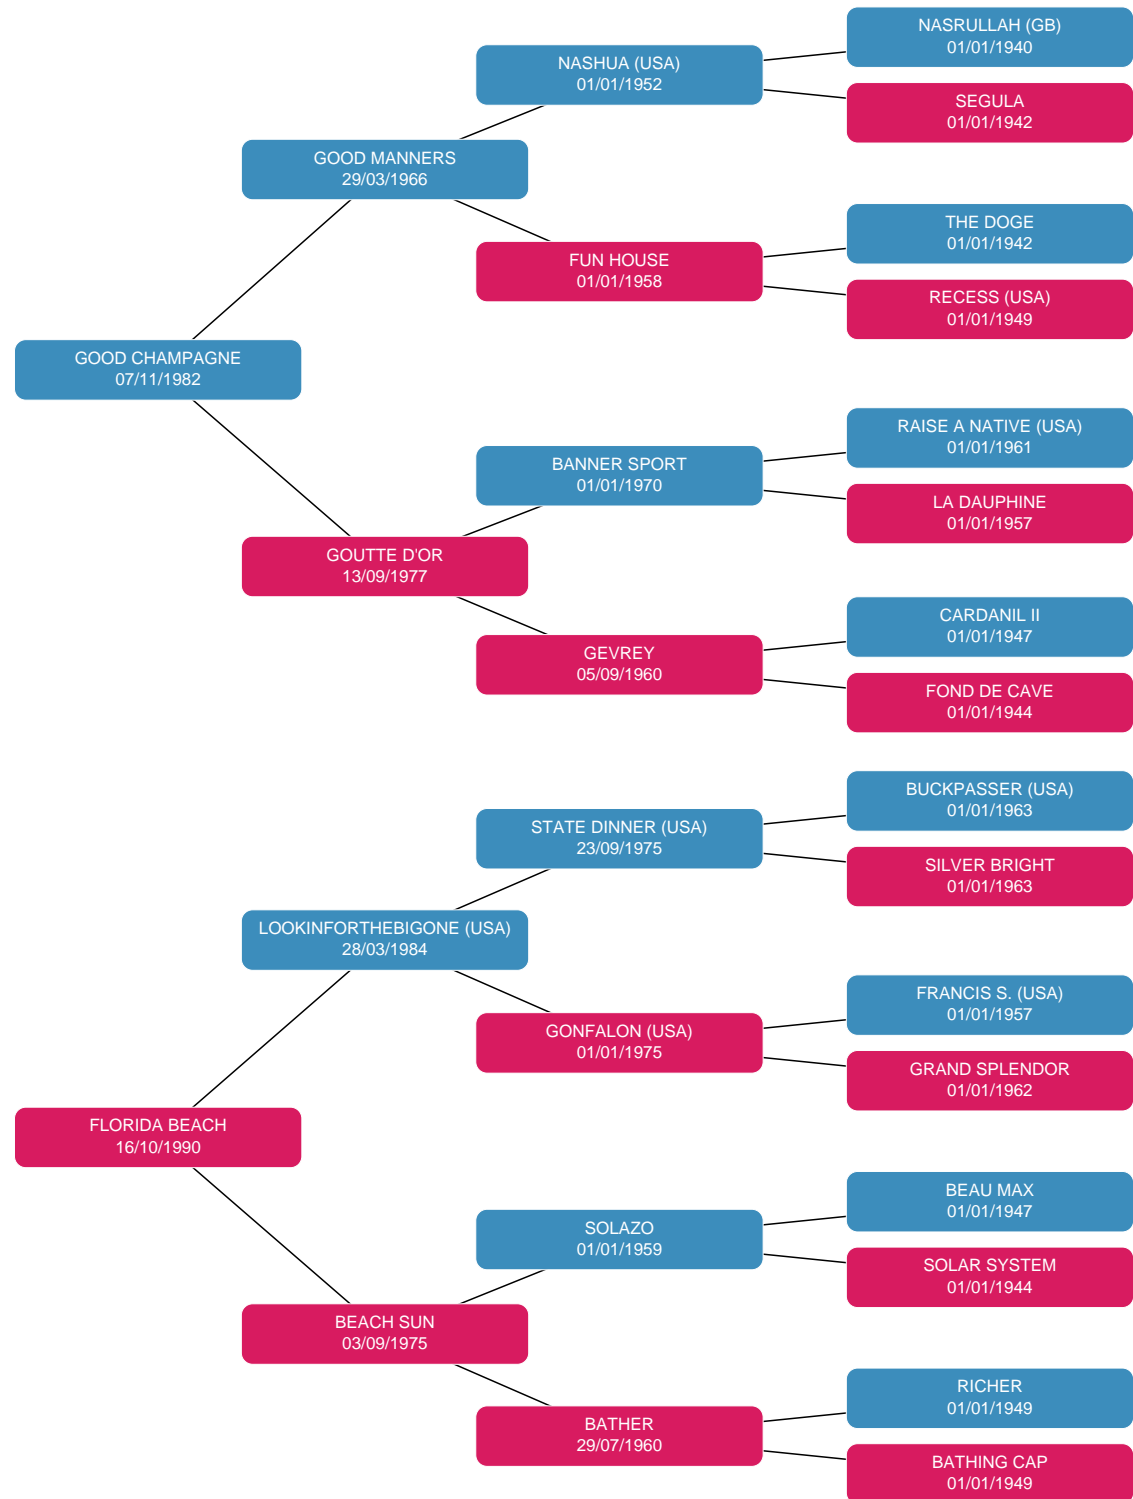 NASRULLAH (GB)
01/01/1940
NASHUA (USA)
01/01/1952
SEGULA
01/01/1942
GOOD MANNERS
29/03/1966
THE DOGE
01/01/1942
FUN HOUSE
01/01/1958
RECESS (USA)
01/01/1949
GOOD CHAMPAGNE
07/11/1982
RAISE A NATIVE (USA)
01/01/1961
BANNER SPORT
01/01/1970
LA DAUPHINE
01/01/1957
GOUTTE D'OR
13/09/1977
CARDANIL II
01/01/1947
GEVREY
05/09/1960
FOND DE CAVE
01/01/1944
BUCKPASSER (USA)
01/01/1963
STATE DINNER (USA)
23/09/1975
SILVER BRIGHT
01/01/1963
LOOKINFORTHEBIGONE (USA)
28/03/1984
FRANCIS S. (USA)
01/01/1957
GONFALON (USA)
01/01/1975
GRAND SPLENDOR
01/01/1962
FLORIDA BEACH
16/10/1990
BEAU MAX
01/01/1947
SOLAZO
01/01/1959
SOLAR SYSTEM
01/01/1944
BEACH SUN
03/09/1975
RICHER
01/01/1949
BATHER
29/07/1960
BATHING CAP
01/01/1949